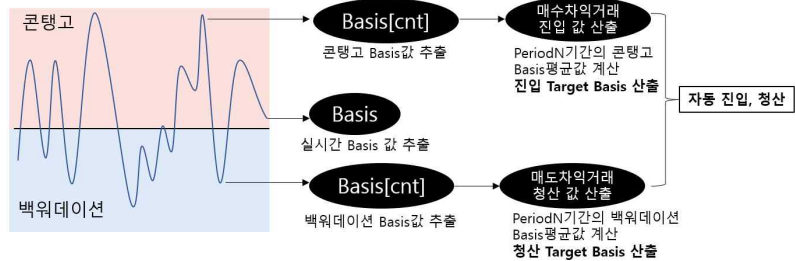 콘탱고
백워데이션
Basis[cnt]
콘탱고 Basis값 추출
Basis
실시간 Basis 값 추출
Basis[cnt]
백워데이션 Basis값 추출
매수차익거래
진입 값 산출
PeriodN기간의 콘탱고
Basis평균값 계산
진입 Target Basis 산출
매도차익거래
청산 값 산출
PeriodN기간의 백워데이션
Basis평균값 계산
청산 Target Basis 산출
자동 진입, 청산